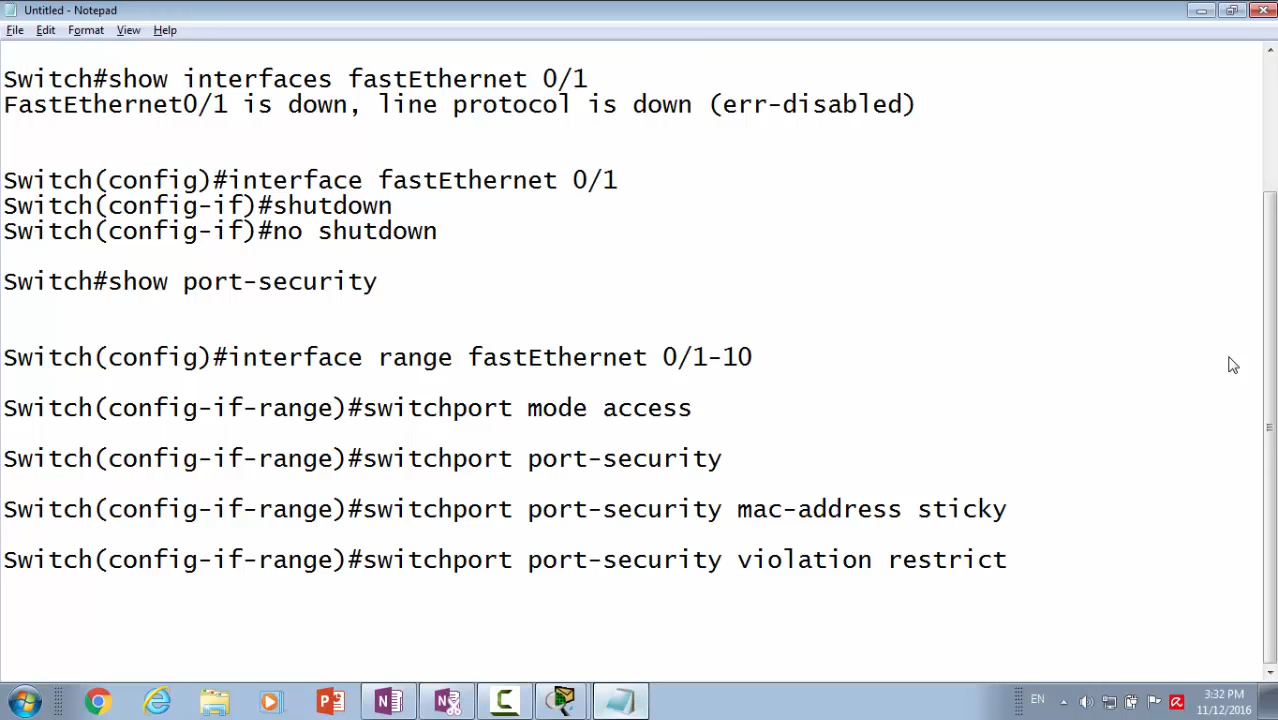 Untitled - Notepad
File Edit Format View Help
Switch#show interfaces fastEthernet 0/1
FastEthernet0/1 is down, line protocol is down (err-disabled)
Switch(config)#interface fastEthernet 0/1
Switch(config-if)#shutdown
Switch(config-if)#no shutdown
Switch#show port-security
Switch(config)#interface range fastEthernet 0/1-10
Switch(config-if-range)#switchport mode access
Switch(config-if-range)#switchport port-security
Switch(config-if-range)#switchport port-security mac-address sticky
Switch(config-if-range)#switchport port-security violation restrict
EN
3:32 PM
11/12/2016